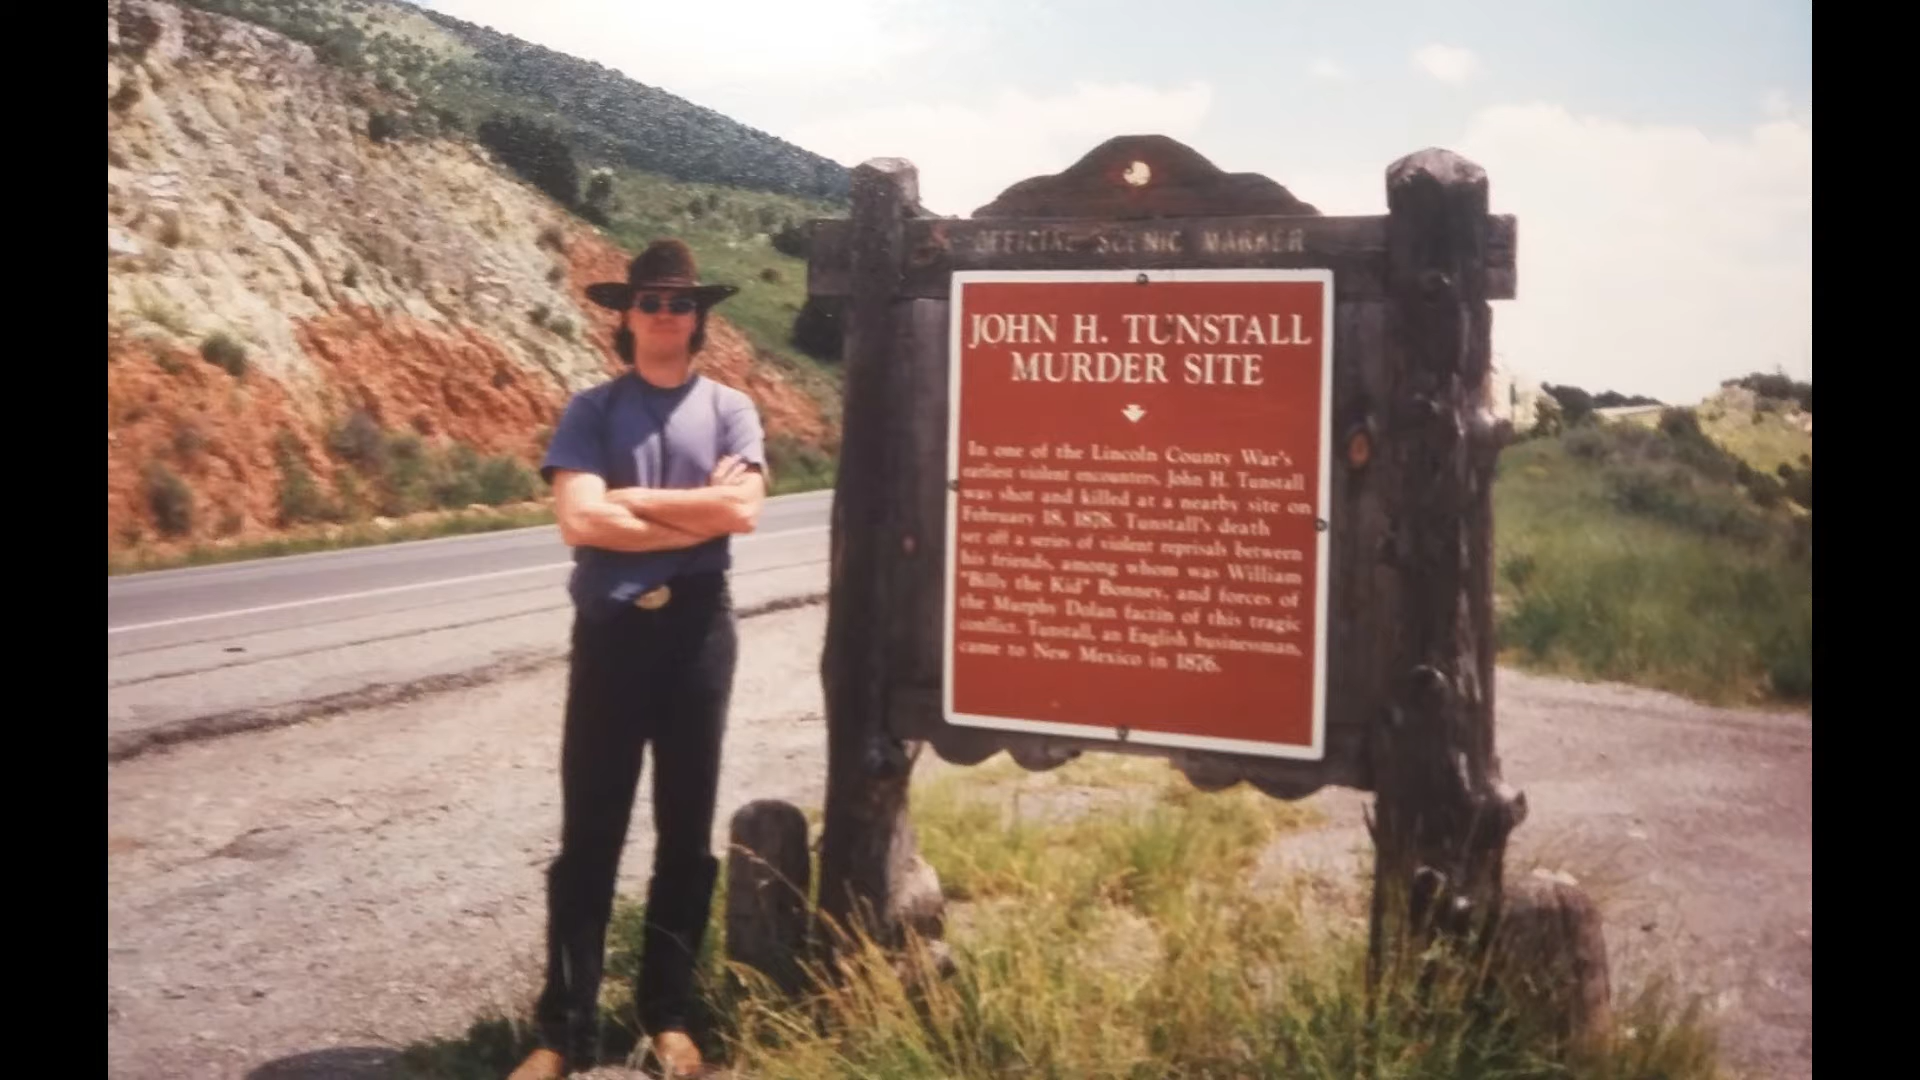 OFFICIAL SCENIC MARKER
JOHN H. TUNSTALL
MURDER SITE
In one of the Lincoln County War's
earliest violent encounters, John H. Tunstall
was shot and killed at a nearby site on
February 18, 1878. Tunstall's death
set off a series of violent reprisals between
his friends, among whom was William
"Billy the Kid" Bonney, and forces of
the Murphy Dolan factin of this tragic
conflict. Tunstall, an English businessman,
came to New Mexico in 1876.